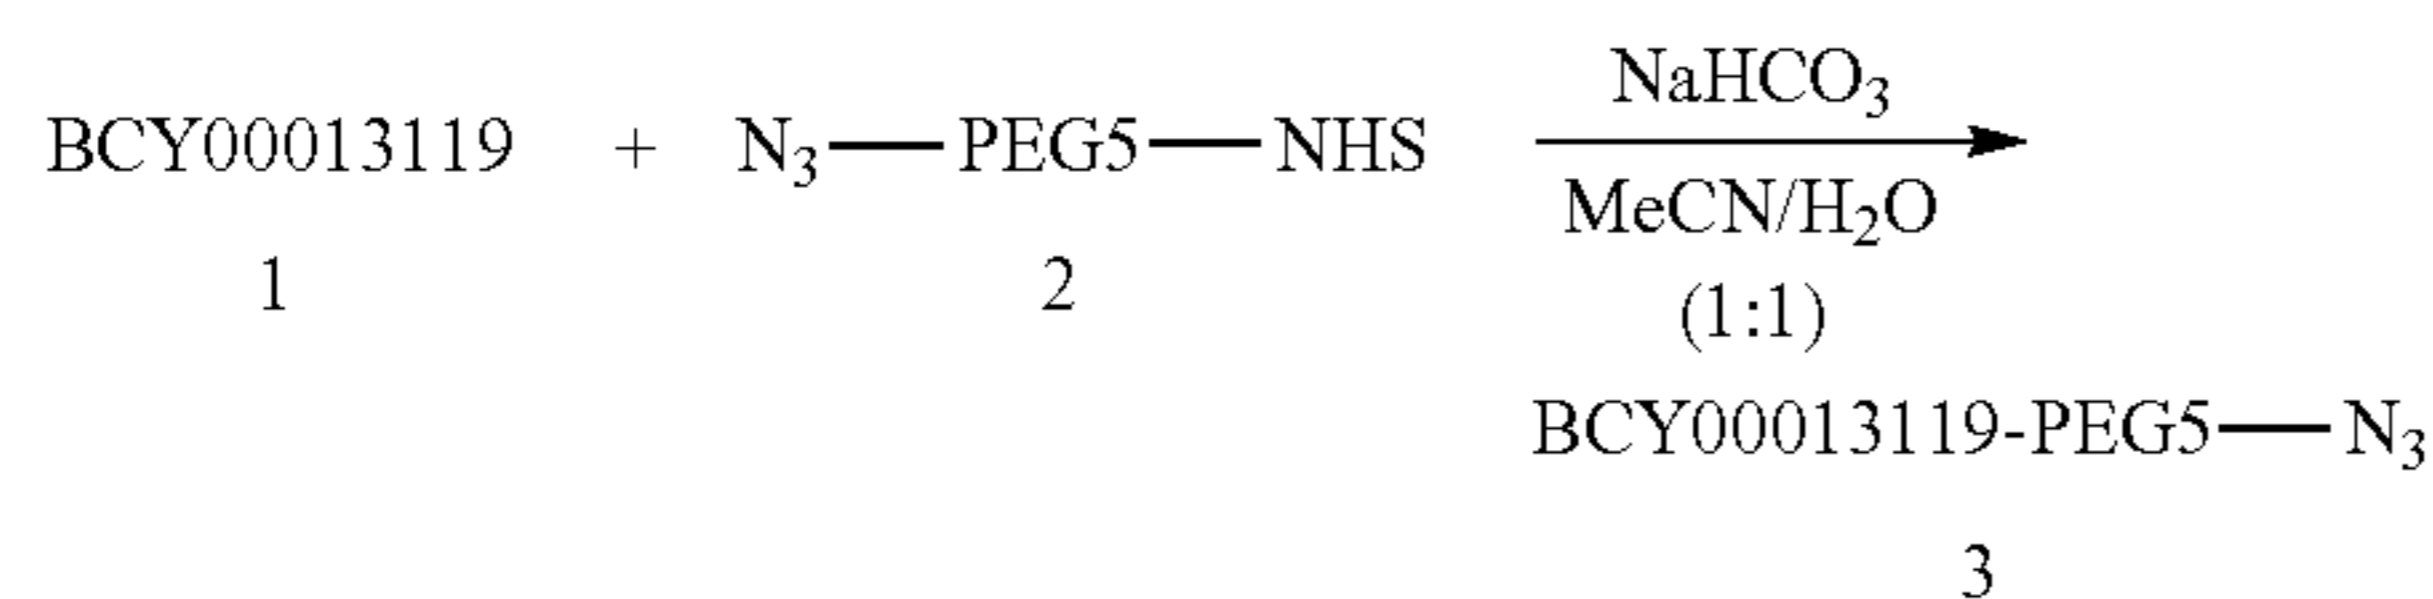 NaHCO3
BCY00013119 + N3—PEG5—NHS
MeCN/H2O
1 2
(1:1)
BCY00013119-PEG5—N3
3